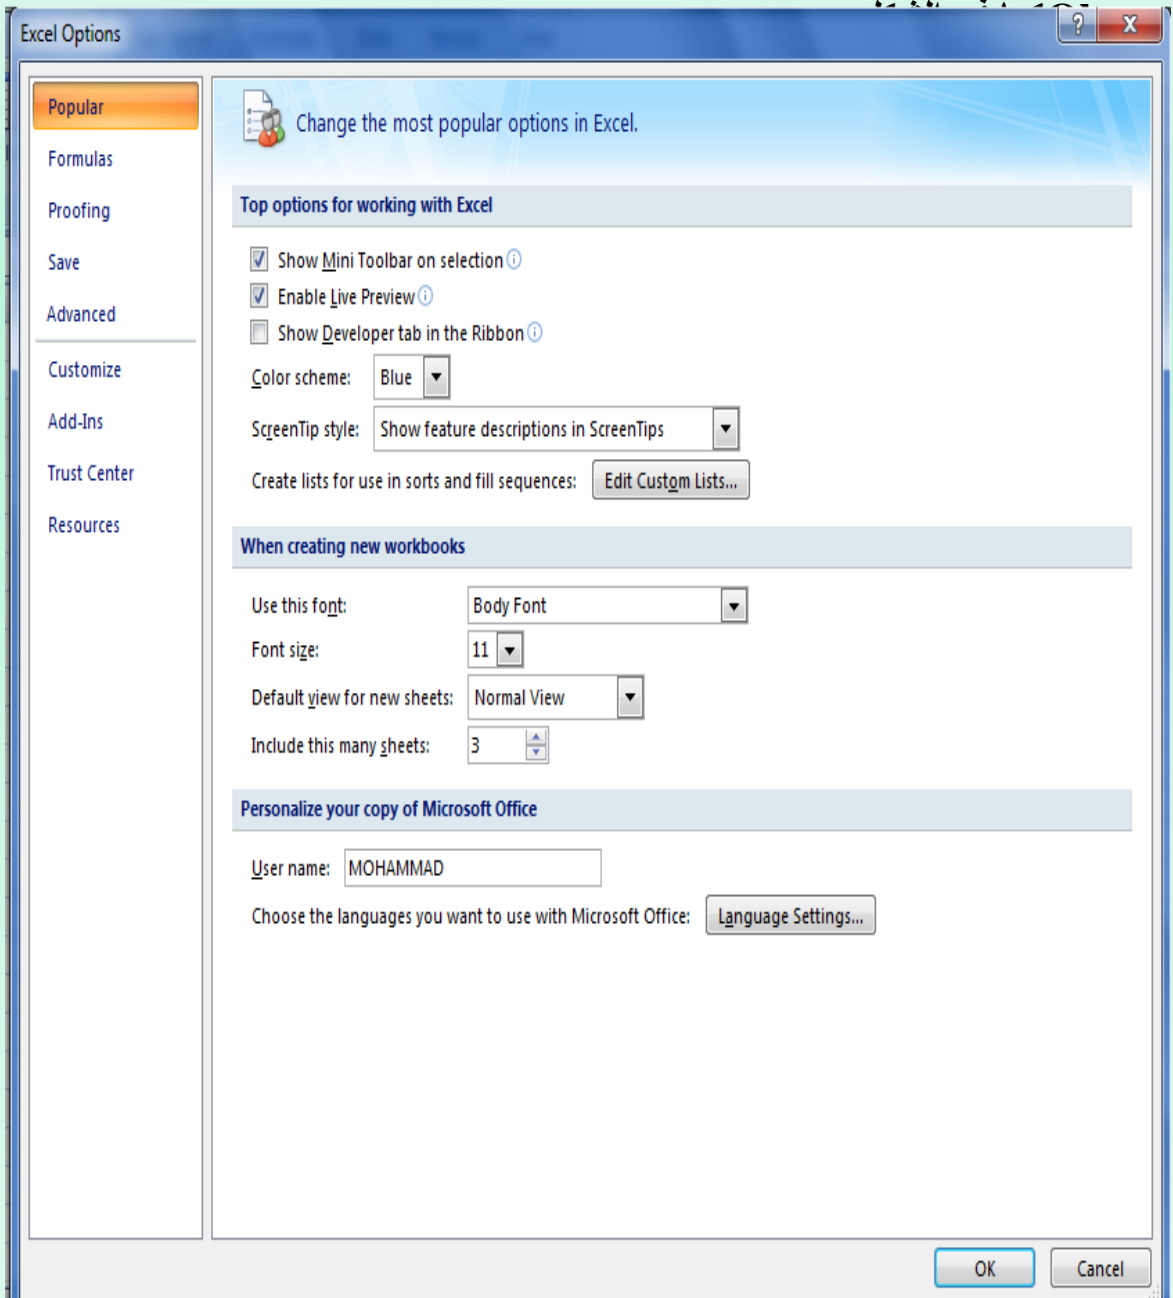 Excel Options
Popular
Formulas
Proofing
Save
Advanced
Customize
Add-Ins
Trust Center
Resources
Change the most popular options in Excel.
Top options for working with Excel
Show Mini Toolbar on selection
Enable Live Preview
Show Developer tab in the Ribbon
Color scheme: Blue
ScreenTip style: Show feature descriptions in ScreenTips
Create lists for use in sorts and fill sequences: Edit Custom Lists...
When creating new workbooks
Use this font: Body Font
Font size: 11
Default view for new sheets: Normal View
Include this many sheets: 3
Personalize your copy of Microsoft Office
User name: MOHAMMAD
Choose the languages you want to use with Microsoft Office: Language Settings...
OK Cancel